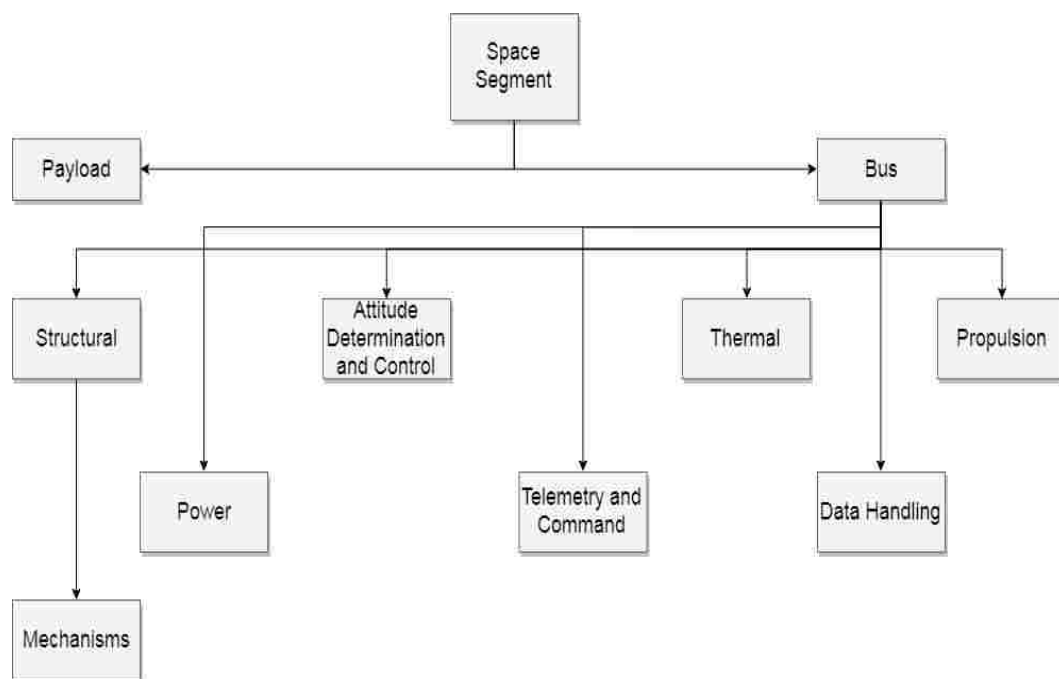 Space
Segment
Payload
Bus
Structural
Attitude
Determination
and Control
Thermal
Propulsion
Power
Telemetry and
Command
Data Handling
Mechanisms